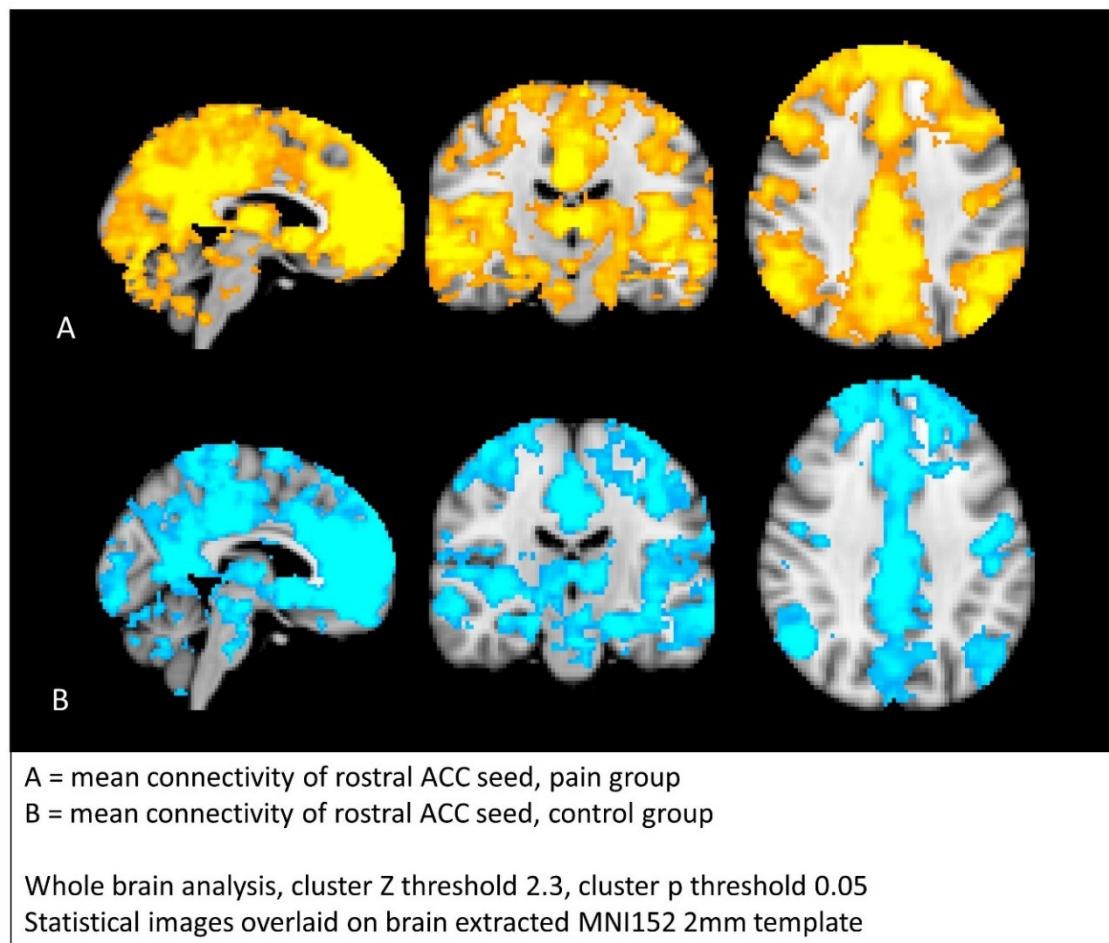 A
B
A = mean connectivity of rostral ACC seed, pain group
B = mean connectivity of rostral ACC seed, control group
Whole brain analysis, cluster Z threshold 2.3, cluster p threshold 0.05
Statistical images overlaid on brain extracted MNI152 2mm template